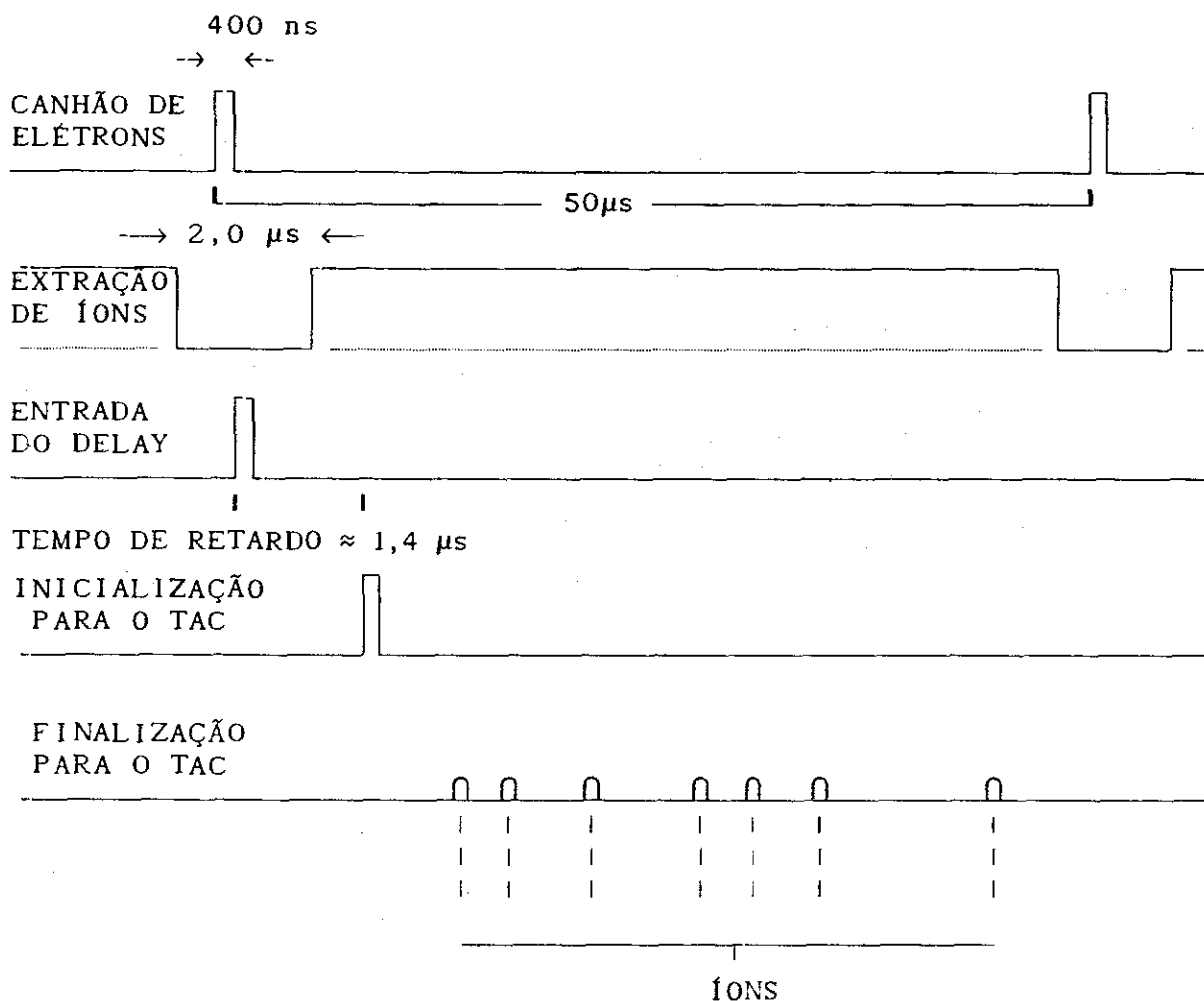 400 ns
CANHÃO DE
ELÉTRONS
50μs
2,0 μs
EXTRAÇÃO
DE ÍONS
ENTRADA
DO DELAY
TEMPO DE RETARDO ≈ 1,4 μs
INICIALIZAÇÃO
PARA O TAC
FINALIZAÇÃO
PARA O TAC
ÍONS